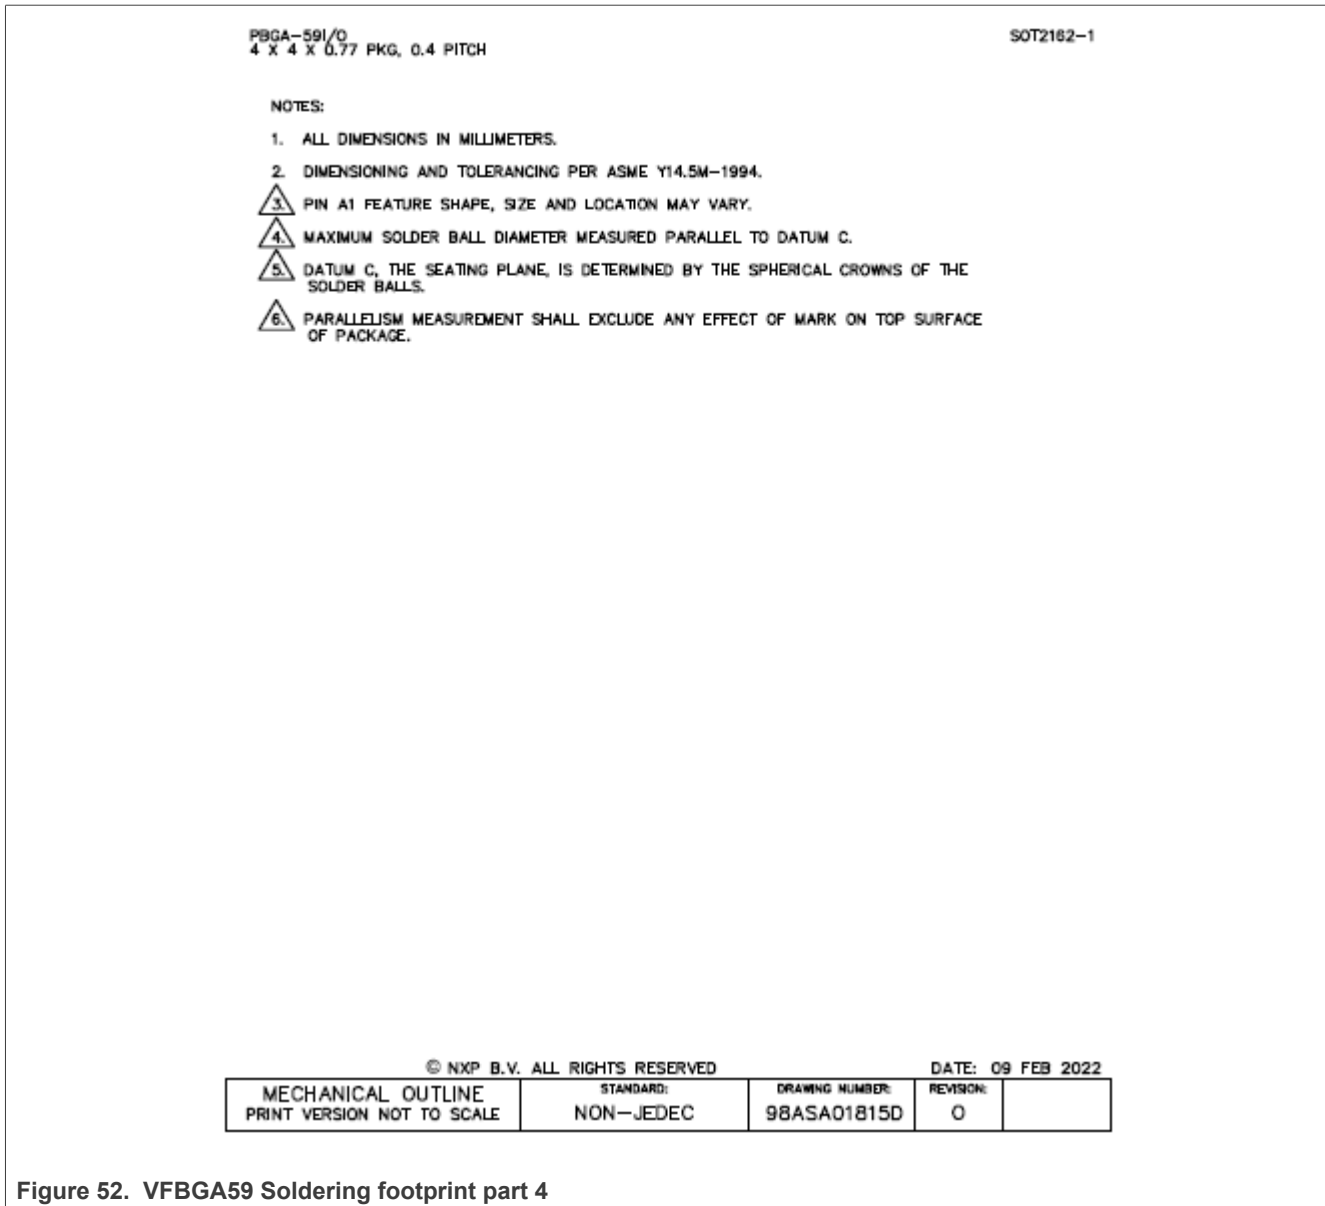 PBGA-59I/O SOT2162-1
4 X 4 X 0.77 PKG, 0.4 PITCH
NOTES:
1. ALL DIMENSIONS IN MILLIMETERS.
2. DIMENSIONING AND TOLERANCING PER ASME Y14.5M-1994.
3. PIN A1 FEATURE SHAPE, SIZE AND LOCATION MAY VARY.
4. MAXIMUM SOLDER BALL DIAMETER MEASURED PARALLEL TO DATUM C.
5. DATUM C, THE SEATING PLANE, IS DETERMINED BY THE SPHERICAL CROWNS OF THE
SOLDER BALLS.
6. PARALLELISM MEASUREMENT SHALL EXCLUDE ANY EFFECT OF MARK ON TOP SURFACE
OF PACKAGE.
© NXP B.V. ALL RIGHTS RESERVED DATE: 09 FEB 2022
MECHANICAL OUTLINE STANDARD: DRAWING NUMBER: REVISION:
PRINT VERSION NOT TO SCALE NON-JEDEC 98ASA01815D O
Figure 52. VFBGA59 Soldering footprint part 4